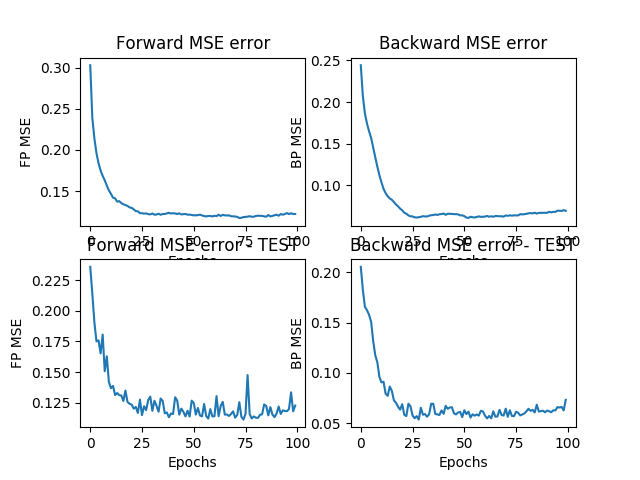 Forward MSE error
Backward MSE error
FP MSE
0.30
0.25
0.20
0.15
BP MSE
0.25
0.20
0.15
0.10
0 25 50 75 100
0 25 50 75 100
Epochs
Epochs
Forward MSE error - TEST
Backward MSE error - TEST
FP MSE
0.225
0.200
0.175
0.150
0.125
BP MSE
0.20
0.15
0.10
0.05
0 25 50 75 100
0 25 50 75 100
Epochs
Epochs